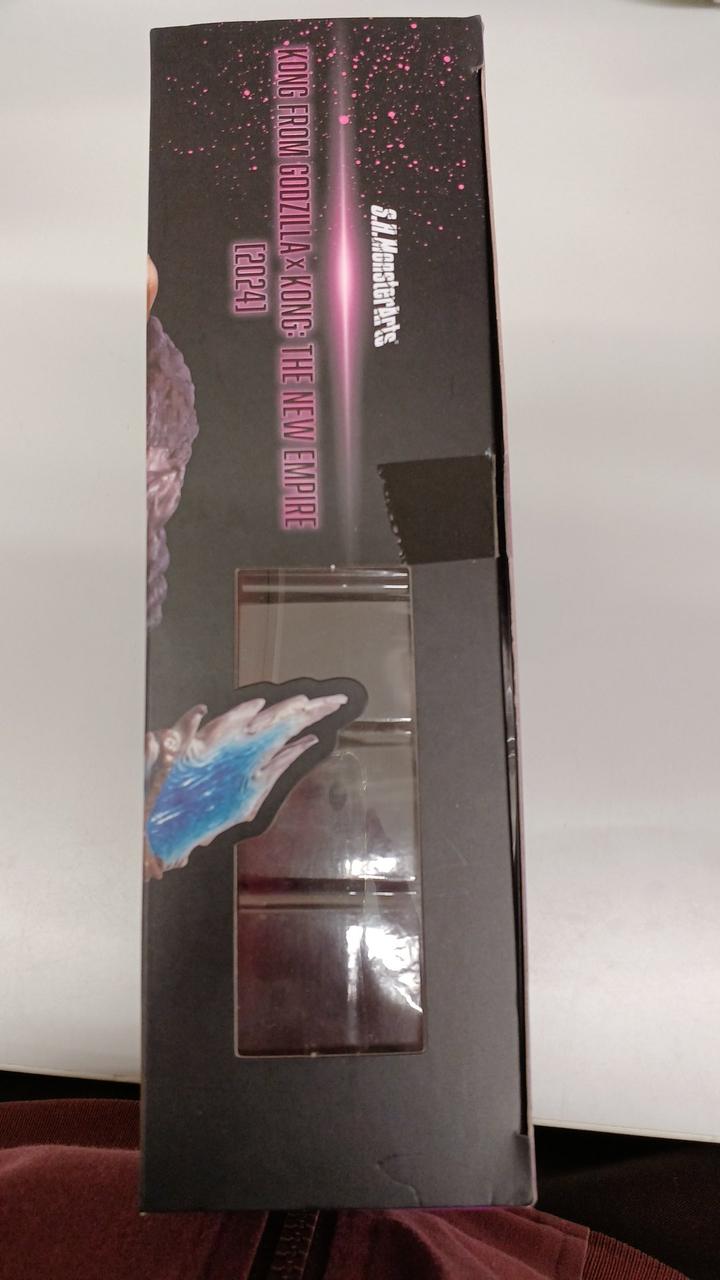 S.H.MonsterArts
KONG FROM GODZILLA x KONG: THE NEW EMPIRE
[2024]